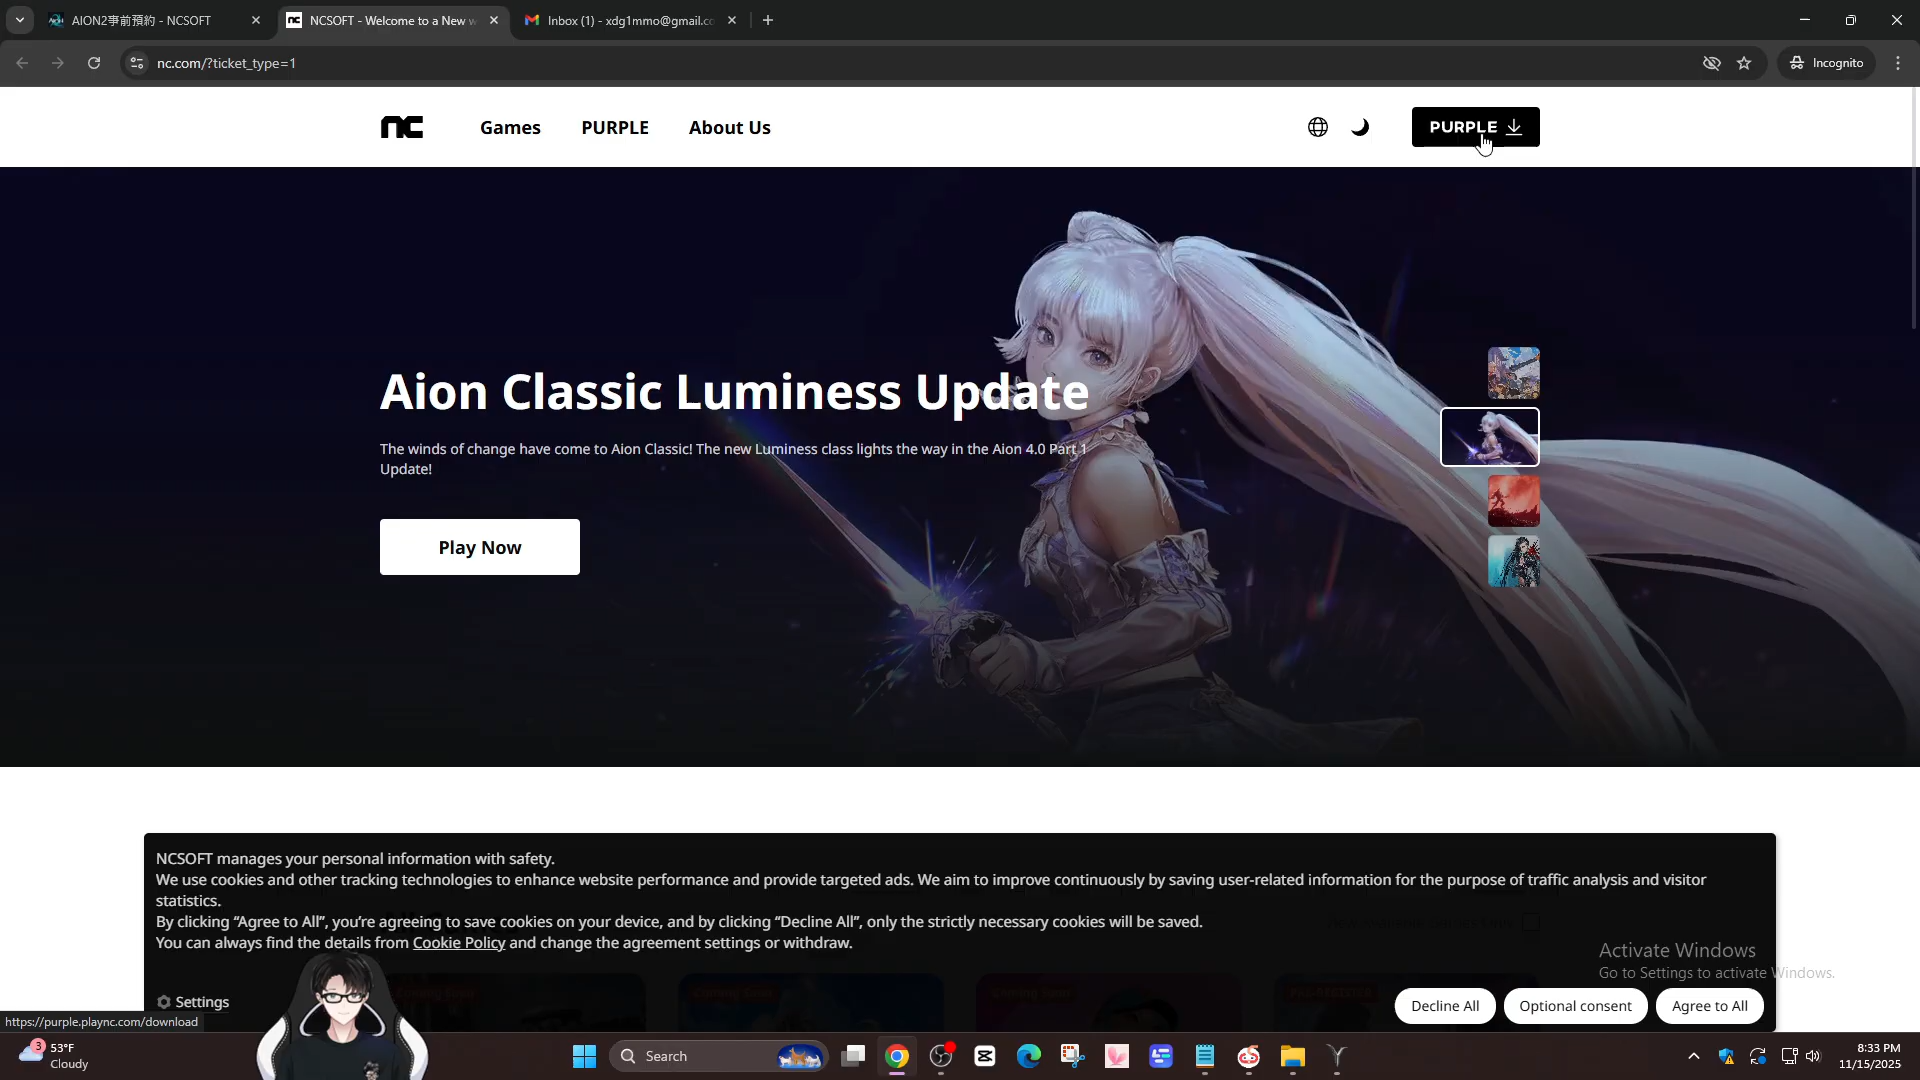 AION2事前預約 - NCSOFT
NCSOFT - Welcome to a New w
Inbox (1) - xdg1mmo@gmail.co
nc.com/?ticket_type=1
Incognito
nc
Games
PURPLE
About Us
PURPLE
Aion Classic Luminess Update
The winds of change have come to Aion Classic! The new Luminess class lights the way in the Aion 4.0 Part 1
Update!
Play Now
NCSOFT manages your personal information with safety.
We use cookies and other tracking technologies to enhance website performance and provide targeted ads. We aim to improve continuously by saving user-related information for the purpose of traffic analysis and visitor
statistics.
By clicking “Agree to All”, you’re agreeing to save cookies on your device, and by clicking “Decline All”, only the strictly necessary cookies will be saved.
You can always find the details from Cookie Policy and change the agreement settings or withdraw.
Activate Windows
Go to Settings to activate Windows.
Coming Soon
Coming Soon
Coming Soon
Settings
Decline All
Optional consent
Agree to All
https://purple.plaync.com/download
3
53°F
Cloudy
Search
8:33 PM
11/15/2025